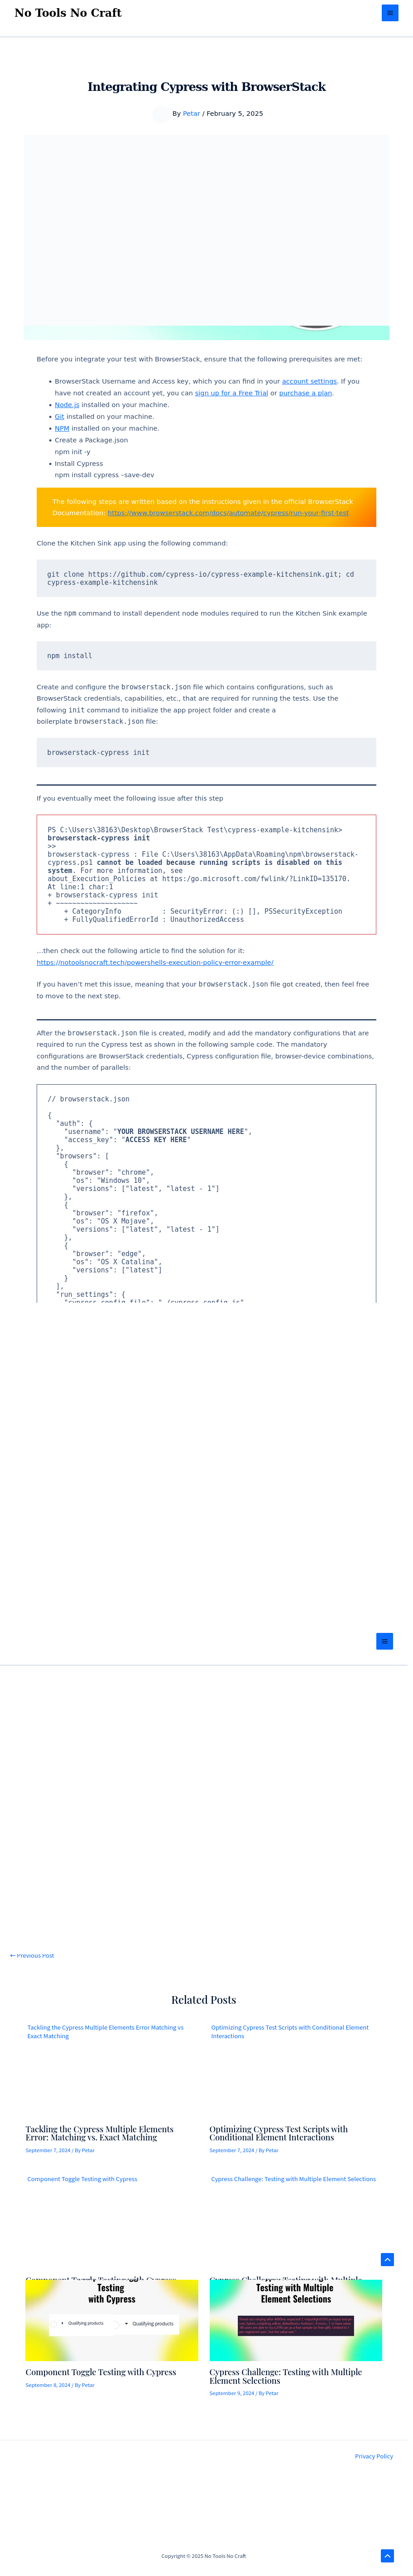 No Tools No Craft
Integrating Cypress with BrowserStack
By Petar / February 5, 2025
Before you integrate your test with BrowserStack, ensure that the following prerequisites are met:
• BrowserStack Username and Access key, which you can find in your account settings. If you
have not created an account yet, you can sign up for a Free Trial or purchase a plan.
• Node.js installed on your machine.
• Git installed on your machine.
• NPM installed on your machine.
• Create a Package.json
npm init -y
• Install Cypress
npm install cypress –save-dev
The following steps are written based on the instructions given in the official BrowserStack
Documentation: https://www.browserstack.com/docs/automate/cypress/run-your-first-test
Clone the Kitchen Sink app using the following command:
git clone https://github.com/cypress-io/cypress-example-kitchensink.git; cd
cypress-example-kitchensink
Use the npm command to install dependent node modules required to run the Kitchen Sink example
app:
npm install
Create and configure the browserstack.json file which contains configurations, such as
BrowserStack credentials, capabilities, etc., that are required for running the tests. Use the
following init command to initialize the app project folder and create a
boilerplate browserstack.json file:
browserstack-cypress init
If you eventually meet the following issue after this step
PS C:\Users\38163\Desktop\BrowserStack Test\cypress-example-kitchensink>
browserstack-cypress init
>>
browserstack-cypress : File C:\Users\38163\AppData\Roaming\npm\browserstack-
cypress.ps1 cannot be loaded because running scripts is disabled on this
system. For more information, see
about_Execution_Policies at https:/go.microsoft.com/fwlink/?LinkID=135170.
At line:1 char:1
+ browserstack-cypress init
+ ~~~~~~~~~~~~~~~~~~~~
+ CategoryInfo : SecurityError: (:) [], PSSecurityException
+ FullyQualifiedErrorId : UnauthorizedAccess
…then check out the following article to find the solution for it:
https://notoolsnocraft.tech/powershells-execution-policy-error-example/
If you haven't met this issue, meaning that your browserstack.json file got created, then feel free
to move to the next step.
After the browserstack.json file is created, modify and add the mandatory configurations that are
required to run the Cypress test as shown in the following sample code. The mandatory
configurations are BrowserStack credentials, Cypress configuration file, browser-device combinations,
and the number of parallels:
// browserstack.json
{
"auth": {
"username": "YOUR BROWSERSTACK USERNAME HERE",
"access_key": "ACCESS KEY HERE"
},
"browsers": [
{
"browser": "chrome",
"os": "Windows 10",
"versions": ["latest", "latest - 1"]
},
{
"browser": "firefox",
"os": "OS X Mojave",
"versions": ["latest", "latest - 1"]
},
{
"browser": "edge",
"os": "OS X Catalina",
"versions": ["latest"]
}
],
"run_settings": {
← Previous Post
Related Posts
Tackling the Cypress Multiple Elements Error Matching vs
Exact Matching
Optimizing Cypress Test Scripts with Conditional Element
Interactions
Tackling the Cypress Multiple Elements
Error: Matching vs. Exact Matching
September 7, 2024 / By Petar
Optimizing Cypress Test Scripts with
Conditional Element Interactions
September 7, 2024 / By Petar
Component Toggle Testing with Cypress
Cypress Challenge: Testing with Multiple Element Selections
Testing
with Cypress
• Qualifying products
• Qualifying products
Testing with Multiple
Element Selections
Component Toggle Testing with Cypress
September 8, 2024 / By Petar
Cypress Challenge: Testing with Multiple
Element Selections
September 9, 2024 / By Petar
Privacy Policy
Copyright © 2025 No Tools No Craft